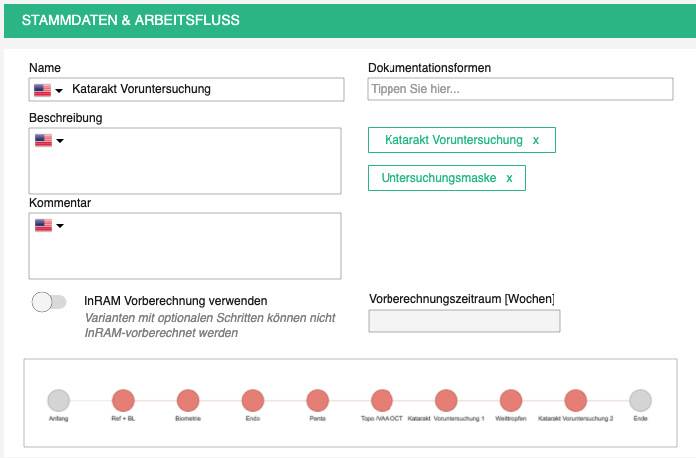 STAMMDATEN & ARBEITSFLUSS
Name
Katarakt Voruntersuchung
Dokumentationsformen
Tippen Sie hier...
Beschreibung
Katarakt Voruntersuchung x
Untersuchungsmaske x
Kommentar
InRAM Vorberechnung verwenden
Varianten mit optionalen Schritten können nicht
InRAM-vorberechnet werden
Vorberechnungszeitraum [Wochen]
Anfang
Ref + BL
Biometrie
Endo
Penta
Topo /VAA OCT
Katarakt Voruntersuchung 1
Weittropfen
Katarakt Voruntersuchung 2
Ende